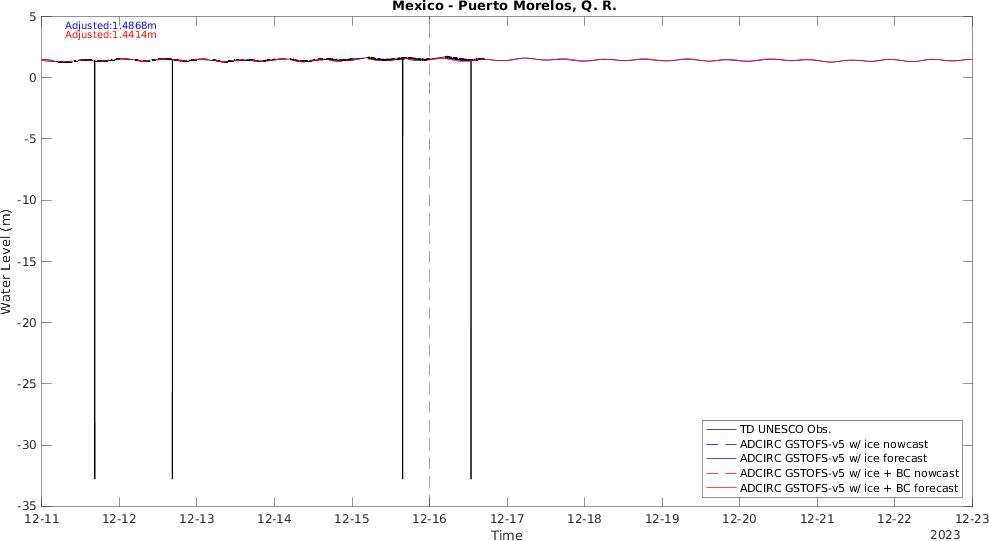 Mexico - Puerto Morelos, Q. R.
Adjusted:1.4868m
Adjusted:1.4414m
5
0
-5
-10
-15
-20
-25
-30
-35
Water Level (m)
TD UNESCO Obs.
ADCIRC GSTOFS-v5 w/ ice nowcast
ADCIRC GSTOFS-v5 w/ ice forecast
ADCIRC GSTOFS-v5 w/ ice + BC nowcast
ADCIRC GSTOFS-v5 w/ ice + BC forecast
12-11 12-12 12-13 12-14 12-15 12-16 12-17 12-18 12-19 12-20 12-21 12-22 12-23
Time
2023